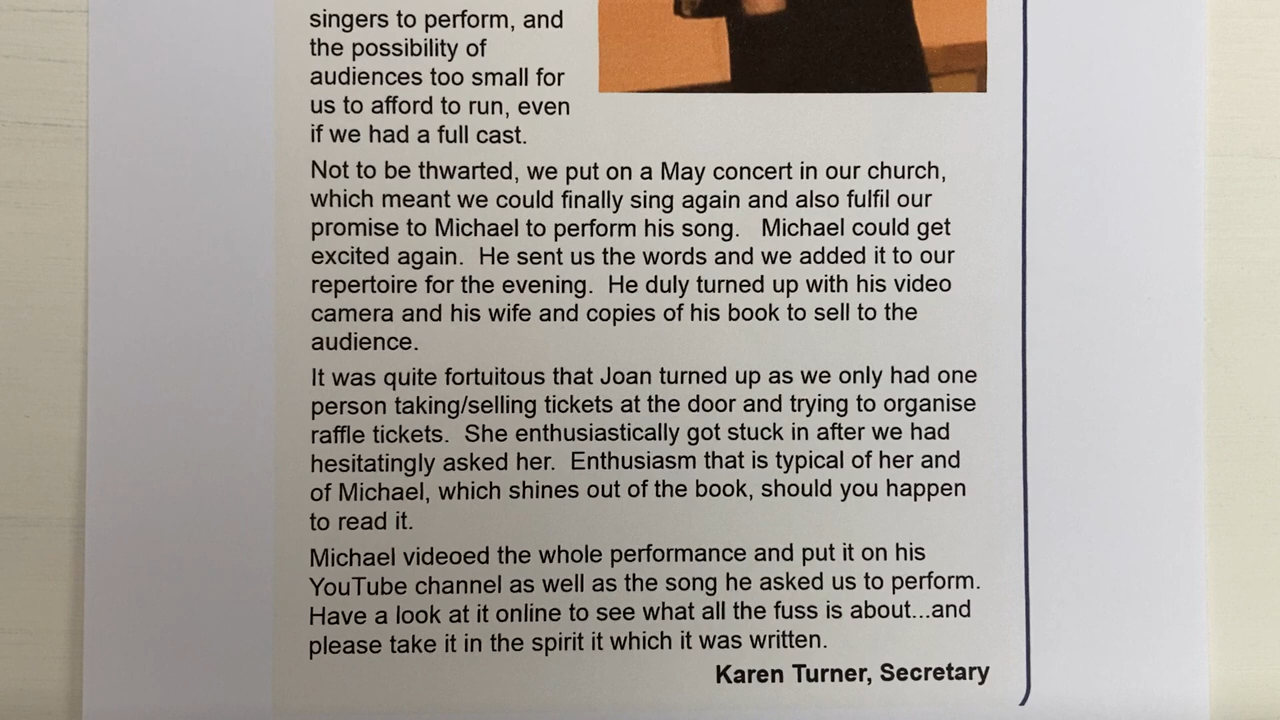 singers to perform, and
the possibility of
audiences too small for
us to afford to run, even
if we had a full cast.
Not to be thwarted, we put on a May concert in our church,
which meant we could finally sing again and also fulfil our
promise to Michael to perform his song.   Michael could get
excited again.  He sent us the words and we added it to our
repertoire for the evening.  He duly turned up with his video
camera and his wife and copies of his book to sell to the
audience.
It was quite fortuitous that Joan turned up as we only had one
person taking/selling tickets at the door and trying to organise
raffle tickets.  She enthusiastically got stuck in after we had
hesitatingly asked her.  Enthusiasm that is typical of her and
of Michael, which shines out of the book, should you happen
to read it.
Michael videoed the whole performance and put it on his
YouTube channel as well as the song he asked us to perform.
Have a look at it online to see what all the fuss is about...and
please take it in the spirit it which it was written.
Karen Turner, Secretary